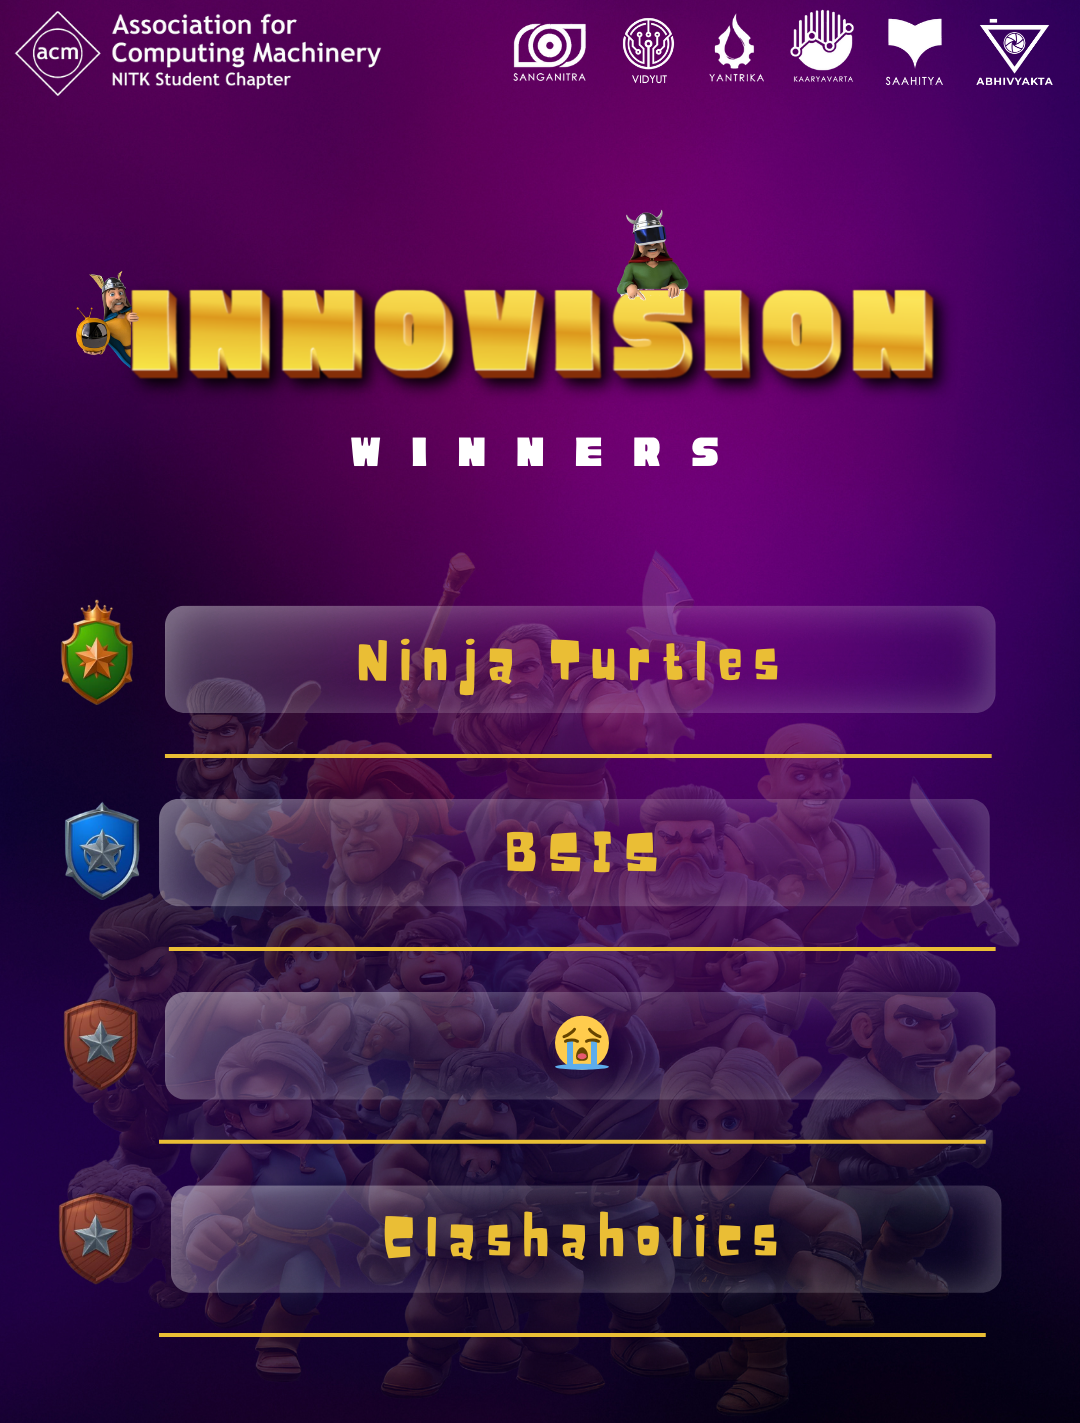 acm
Association for
Computing Machinery
NITK Student Chapter
SANGANITRA
VIDYUT
YANTRIKA
KAARYAVARTA
SAAHITYA
ABHIVYAKTA
INNOVISION
WINNERS
Ninja Turtles
BSIS
😭
Clashaholics